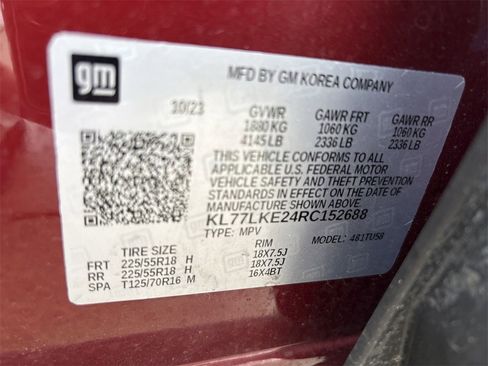 gm
MFD BY GM KOREA COMPANY
10/23 GVWR GAWR FRT GAWR RR
1880 KG 1060 KG 1060 KG
4145 LB 2336 LB 2336 LB
THIS VEHICLE CONFORMS TO ALL
APPLICABLE U.S. FEDERAL MOTOR
VEHICLE SAFETY AND THEFT PREVENTION
STANDARDS IN EFFECT ON THE DATE OF
MANUFACTURE SHOWN ABOVE.
KL77LKE24RC152688
TYPE: MPV MODEL: 461TU58
TIRE SIZE RIM
FRT 225/55R18 H 18X7.5J
RR 225/55R18 H 18X7.5J
SPA T125/70R16 M 16X4BT